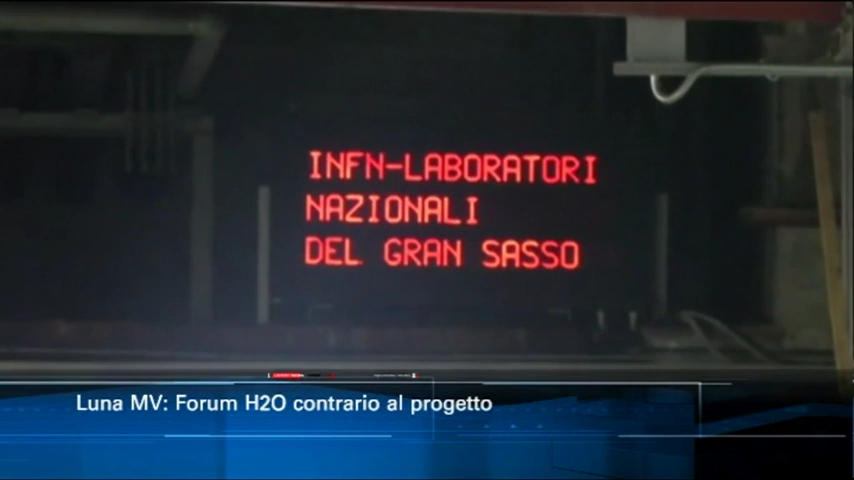 INFN-LABORATORI
NAZIONALI
DEL GRAN SASSO
Luna MV: Forum H2O contrario al progetto